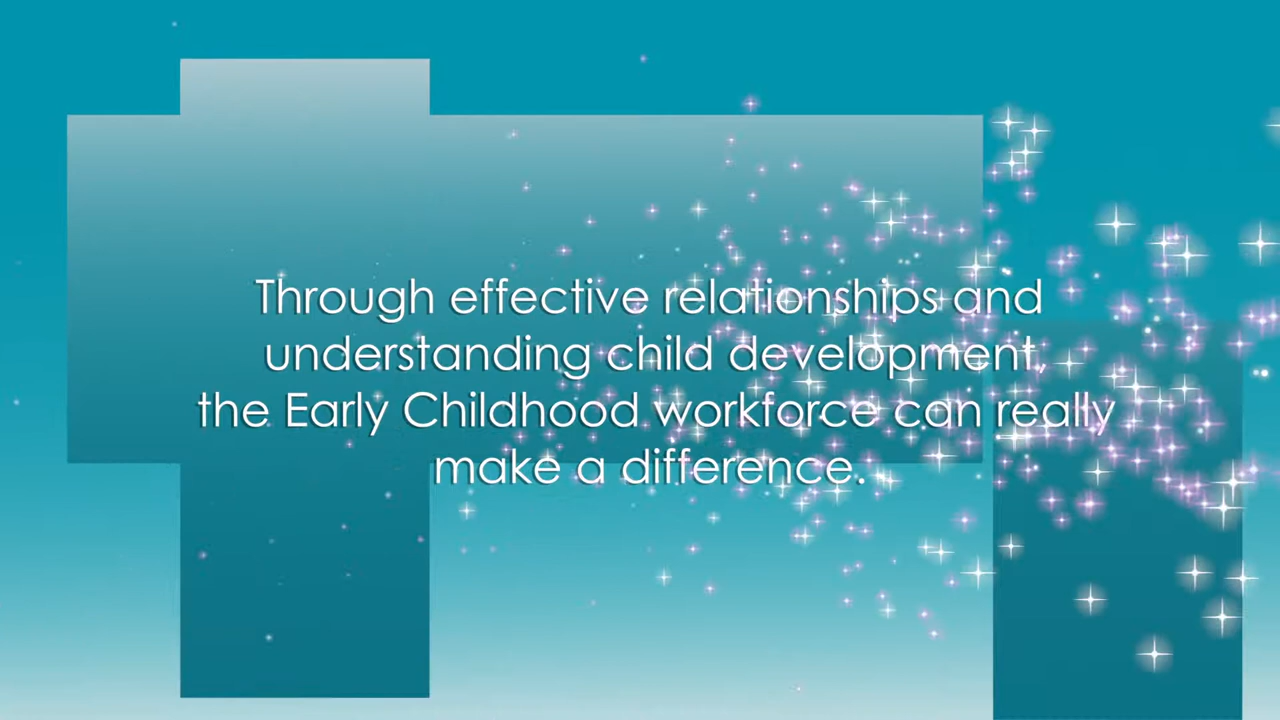 Through effective relationships and
understanding child development,
the Early Childhood workforce can really
make a difference.